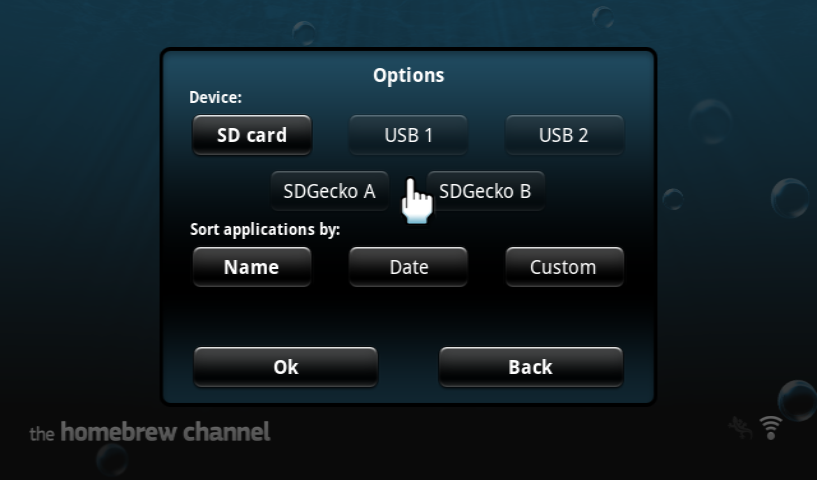 Options
Device:
SD card USB 1 USB 2
SDGecko A SDGecko B
Sort applications by:
Name Date Custom
Ok Back
the homebrew channel